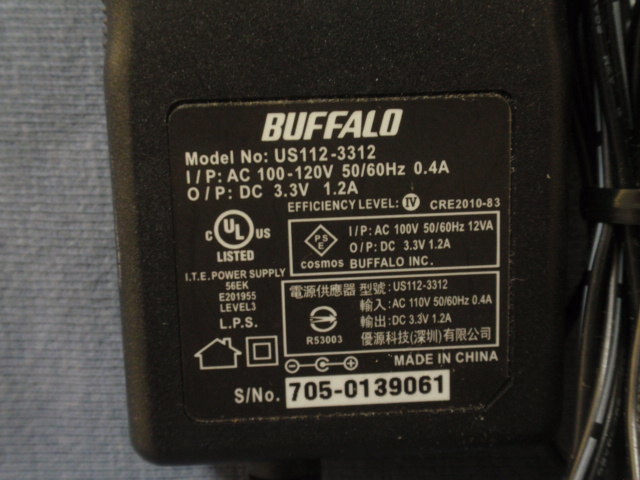 BUFFALO
Model No: US112-3312
I/P: AC 100-120V 50/60Hz 0.4A
O/P: DC 3.3V 1.2A
EFFICIENCY LEVEL: IV CRE2010-83
C UL US
LISTED
I.T.E. POWER SUPPLY
56EK
E201955
LEVEL3
L.P.S.
PSE
cosmos
I/P: AC 100V 50/60Hz 12VA
O/P: DC 3.3V 1.2A
BUFFALO INC.
電源供應器 型號: US112-3312
輸入: AC 110V 50/60Hz 0.4A
輸出: DC 3.3V 1.2A
優源科技(深圳)有限公司
R53003
MADE IN CHINA
S/No. 705-0139061